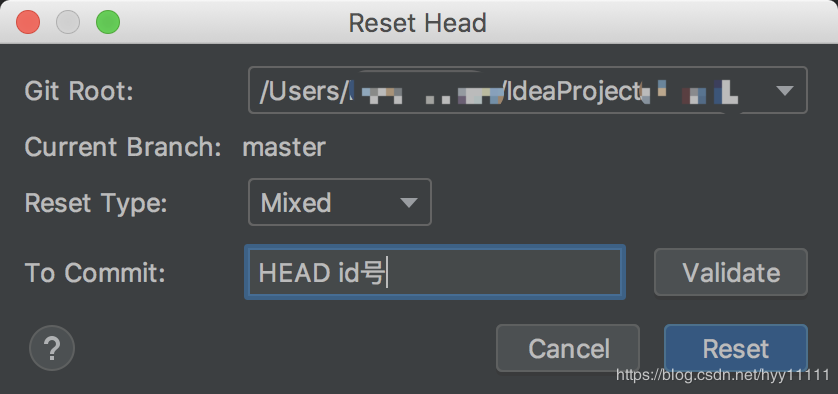 Reset Head
Git Root: /Users/ /IdeaProject
Current Branch: master
Reset Type: Mixed
To Commit: HEAD id号 Validate
? Cancel Reset
https://blog.csdn.net/hyy11111